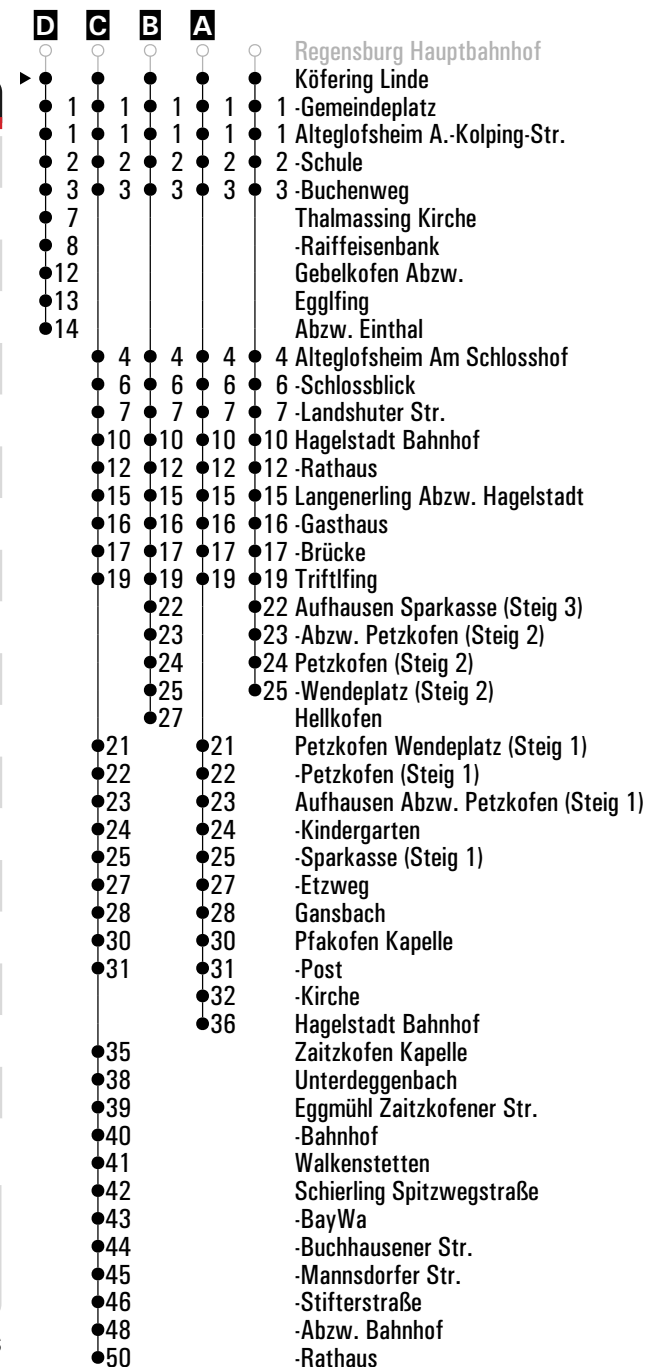 D C B A
Regensburg Hauptbahnhof
Köfering Linde
1 1 1 1 1 -Gemeindeplatz
1 1 1 1 1 Alteglofsheim A.-Kolping-Str.
2 2 2 2 2 -Schule
3 3 3 3 3 -Buchenweg
7 Thalmassing Kirche
8 -Raiffeisenbank
12 Gebelkofen Abzw.
13 Egglfing
14 Abzw. Einthal
4 4 4 4 Alteglofsheim Am Schlosshof
6 6 6 6 -Schlossblick
7 7 7 7 -Landshuter Str.
10 10 10 10 Hagelstadt Bahnhof
12 12 12 12 -Rathaus
15 15 15 15 Langenerling Abzw. Hagelstadt
16 16 16 16 -Gasthaus
17 17 17 17 -Brücke
19 19 19 19 Triftlfing
22 22 Aufhausen Sparkasse (Steig 3)
23 23 -Abzw. Petzkofen (Steig 2)
24 24 Petzkofen (Steig 2)
25 25 -Wendeplatz (Steig 2)
27 Hellkofen
21 21 Petzkofen Wendeplatz (Steig 1)
22 22 -Petzkofen (Steig 1)
23 23 Aufhausen Abzw. Petzkofen (Steig 1)
24 24 -Kindergarten
25 25 -Sparkasse (Steig 1)
27 27 -Etzweg
28 28 Gansbach
30 30 Pfakofen Kapelle
31 31 -Post
32 -Kirche
36 Hagelstadt Bahnhof
35 Zaitzkofen Kapelle
38 Unterdeggenbach
39 Eggmühl Zaitzkofener Str.
40 -Bahnhof
41 Walkenstetten
42 Schierling Spitzwegstraße
43 -BayWa
44 -Buchhausener Str.
45 -Mannsdorfer Str.
46 -Stifterstraße
48 -Abzw. Bahnhof
50 -Rathaus